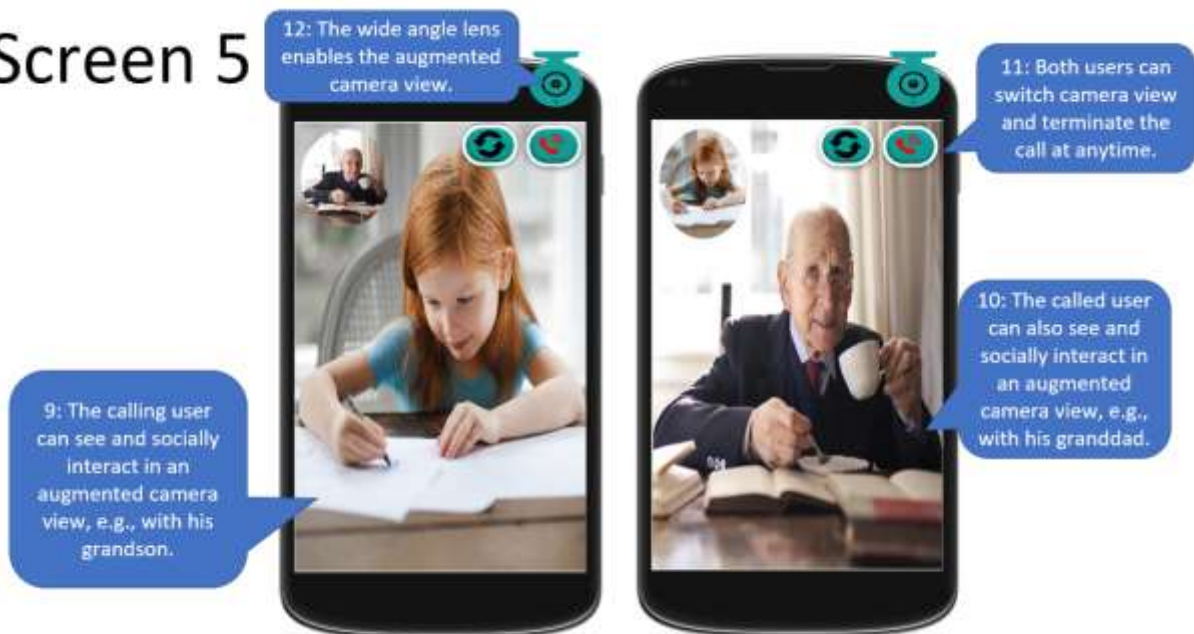 Screen 5
12: The wide angle lens
enables the augmented
camera view.
11: Both users can
switch camera view
and terminate the
call at anytime.
10: The called user
can also see and
socially interact in
an augmented
camera view, e.g.,
with his granddad.
9: The calling user
can see and socially
interact in an
augmented camera
view, e.g., with his
grandson.